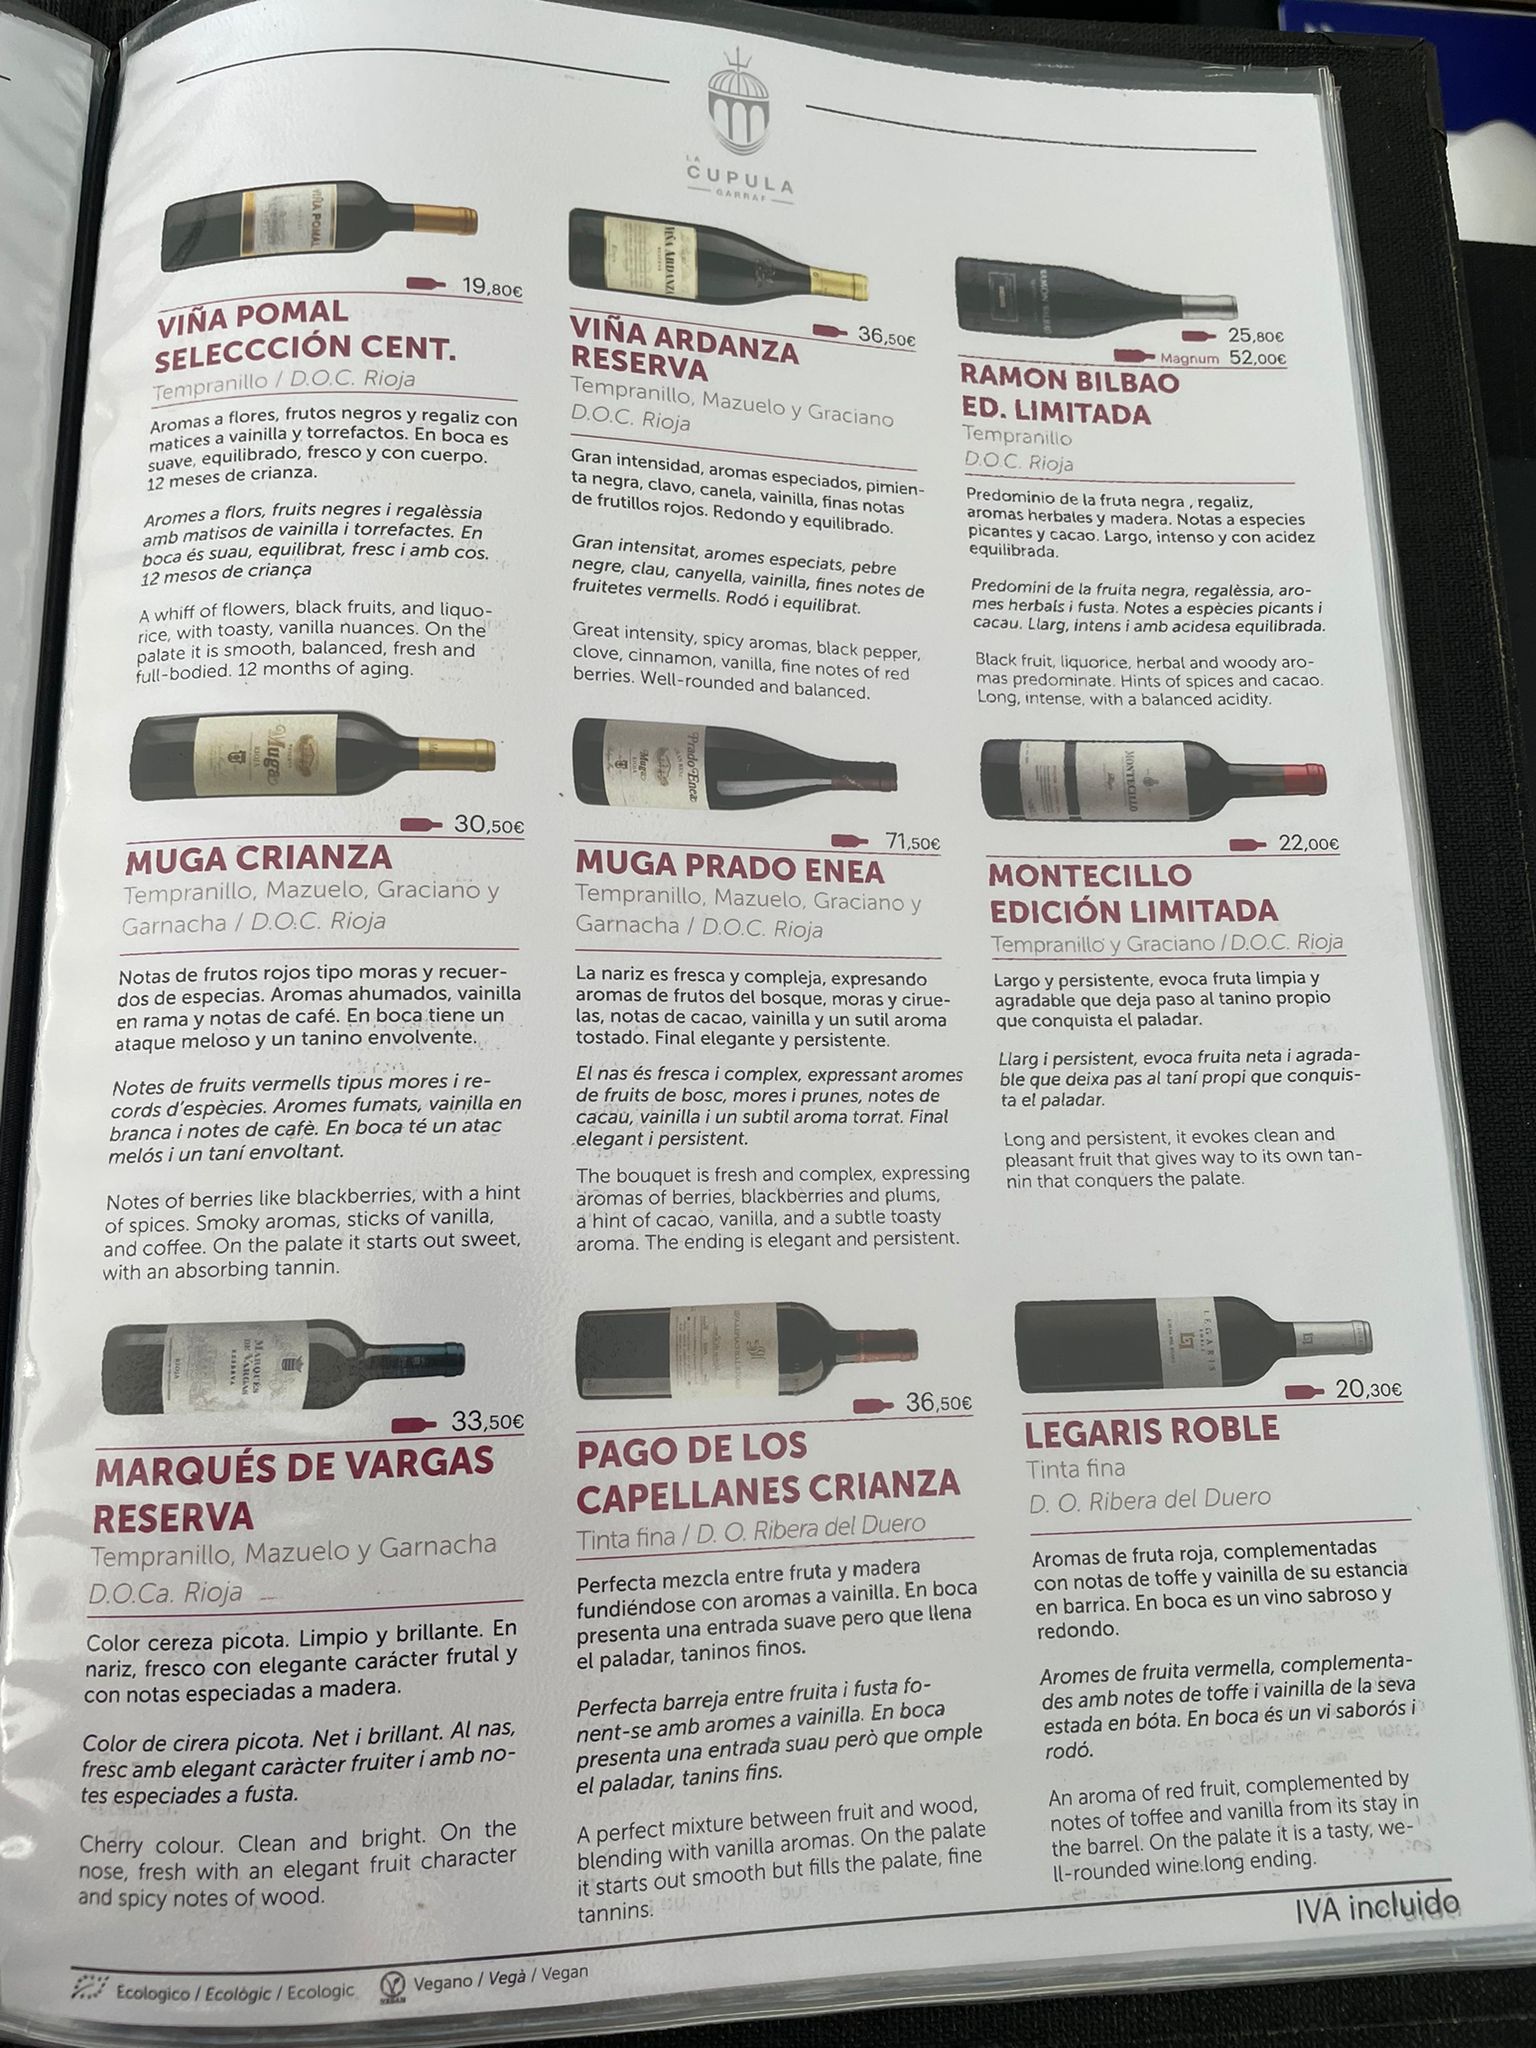 LA
CUPULA
GARRAF
19,80€
VIÑA POMAL
SELECCCIÓN CENT.
Tempranillo / D.O.C. Rioja
Aromas a flores, frutos negros y regaliz con
matices a vainilla y torrefactos. En boca es
suave, equilibrado, fresco y con cuerpo.
12 meses de crianza.
Aromes a flors, fruits negres i regalèssia
amb matisos de vainilla i torrefactes. En
boca és suau, equilibrat, fresc i amb cos.
12 mesos de criança
A whiff of flowers, black fruits, and liquo-
rice, with toasty, vanilla nuances. On the
palate it is smooth, balanced, fresh and
full-bodied. 12 months of aging.
36,50€
VIÑA ARDANZA
RESERVA
Tempranillo, Mazuelo y Graciano
D.O.C. Rioja
Gran intensidad, aromas especiados, pimien-
ta negra, clavo, canela, vainilla, finas notas
de frutillos rojos. Redondo y equilibrado.
Gran intensitat, aromes especiats, pebre
negre, clau, canyella, vainilla, fines notes de
fruitetes vermells. Rodó i equilibrat.
Great intensity, spicy aromas, black pepper,
clove, cinnamon, vanilla, fine notes of red
berries. Well-rounded and balanced.
25,80€
Magnum 52,00€
RAMON BILBAO
ED. LIMITADA
Tempranillo
D.O.C. Rioja
Predominio de la fruta negra , regaliz,
aromas herbales y madera. Notas a especies
picantes y cacao. Largo, intenso y con acidez
equilibrada.
Predomini de la fruita negra, regalèssia, aro-
mes herbals i fusta. Notes a espècies picants i
cacau. Llarg, intens i amb acidesa equilibrada.
Black fruit, liquorice, herbal and woody aro-
mas predominate. Hints of spices and cacao.
Long, intense, with a balanced acidity.
30,50€
MUGA CRIANZA
Tempranillo, Mazuelo, Graciano y
Garnacha / D.O.C. Rioja
Notas de frutos rojos tipo moras y recuer-
dos de especias. Aromas ahumados, vainilla
en rama y notas de café. En boca tiene un
ataque meloso y un tanino envolvente.
Notes de fruits vermells tipus mores i re-
cords d'espècies. Aromes fumats, vainilla en
branca i notes de cafè. En boca té un atac
melós i un taní envoltant.
Notes of berries like blackberries, with a hint
of spices. Smoky aromas, sticks of vanilla,
and coffee. On the palate it starts out sweet,
with an absorbing tannin.
71,50€
MUGA PRADO ENEA
Tempranillo, Mazuelo, Graciano y
Garnacha / D.O.C. Rioja
La nariz es fresca y compleja, expresando
aromas de frutos del bosque, moras y cirue-
las, notas de cacao, vainilla y un sutil aroma
tostado. Final elegante y persistente.
El nas és fresca i complex, expressant aromes
de fruits de bosc, mores i prunes, notes de
cacau, vainilla i un subtil aroma torrat. Final
elegant i persistent.
The bouquet is fresh and complex, expressing
aromas of berries, blackberries and plums,
a hint of cacao, vanilla, and a subtle toasty
aroma. The ending is elegant and persistent.
22,00€
MONTECILLO
EDICIÓN LIMITADA
Tempranillo y Graciano / D.O.C. Rioja
Largo y persistente, evoca fruta limpia y
agradable que deja paso al tanino propio
que conquista el paladar.
Llarg i persistent, evoca fruita neta i agrada-
ble que deixa pas al taní propi que conquis-
ta el paladar.
Long and persistent, it evokes clean and
pleasant fruit that gives way to its own tan-
nin that conquers the palate.
33,50€
MARQUÉS DE VARGAS
RESERVA
Tempranillo, Mazuelo y Garnacha
D.O.Ca. Rioja
Color cereza picota. Limpio y brillante. En
nariz, fresco con elegante carácter frutal y
con notas especiadas a madera.
Color de cirera picota. Net i brillant. Al nas,
fresc amb elegant caràcter fruiter i amb no-
tes especiades a fusta.
Cherry colour. Clean and bright. On the
nose, fresh with an elegant fruit character
and spicy notes of wood.
36,50€
PAGO DE LOS
CAPELLANES CRIANZA
Tinta fina / D. O. Ribera del Duero
Perfecta mezcla entre fruta y madera
fundiéndose con aromas a vainilla. En boca
presenta una entrada suave pero que llena
el paladar, taninos finos.
Perfecta barreja entre fruita i fusta fo-
nent-se amb aromes a vainilla. En boca
presenta una entrada suau però que omple
el paladar, tanins fins.
A perfect mixture between fruit and wood,
blending with vanilla aromas. On the palate
it starts out smooth but fills the palate, fine
tannins.
20,30€
LEGARIS ROBLE
Tinta fina
D. O. Ribera del Duero
Aromas de fruta roja, complementadas
con notas de toffe y vainilla de su estancia
en barrica. En boca es un vino sabroso y
redondo.
Aromes de fruita vermella, complementa-
des amb notes de toffe i vainilla de la seva
estada en bóta. En boca és un vi saborós i
rodó.
An aroma of red fruit, complemented by
notes of toffee and vanilla from its stay in
the barrel. On the palate it is a tasty, we-
ll-rounded wine.long ending.
IVA incluido
Ecologico / Ecológic / Ecologic
VEGAN
Vegano / Vegà / Vegan